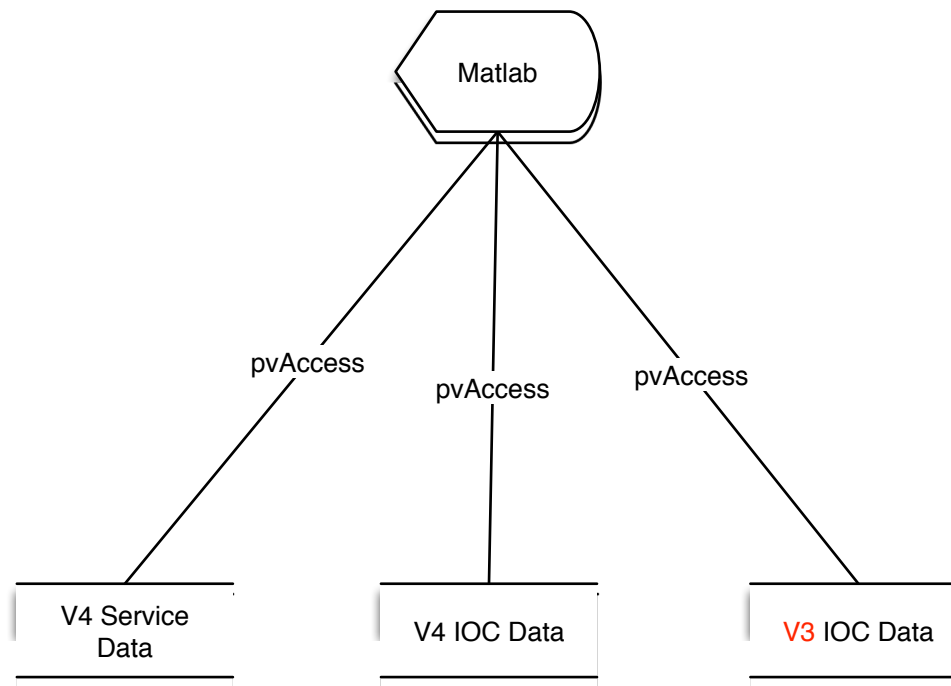 Matlab
pvAccess
pvAccess
pvAccess
V4 Service
Data
V4 IOC Data
V3 IOC Data